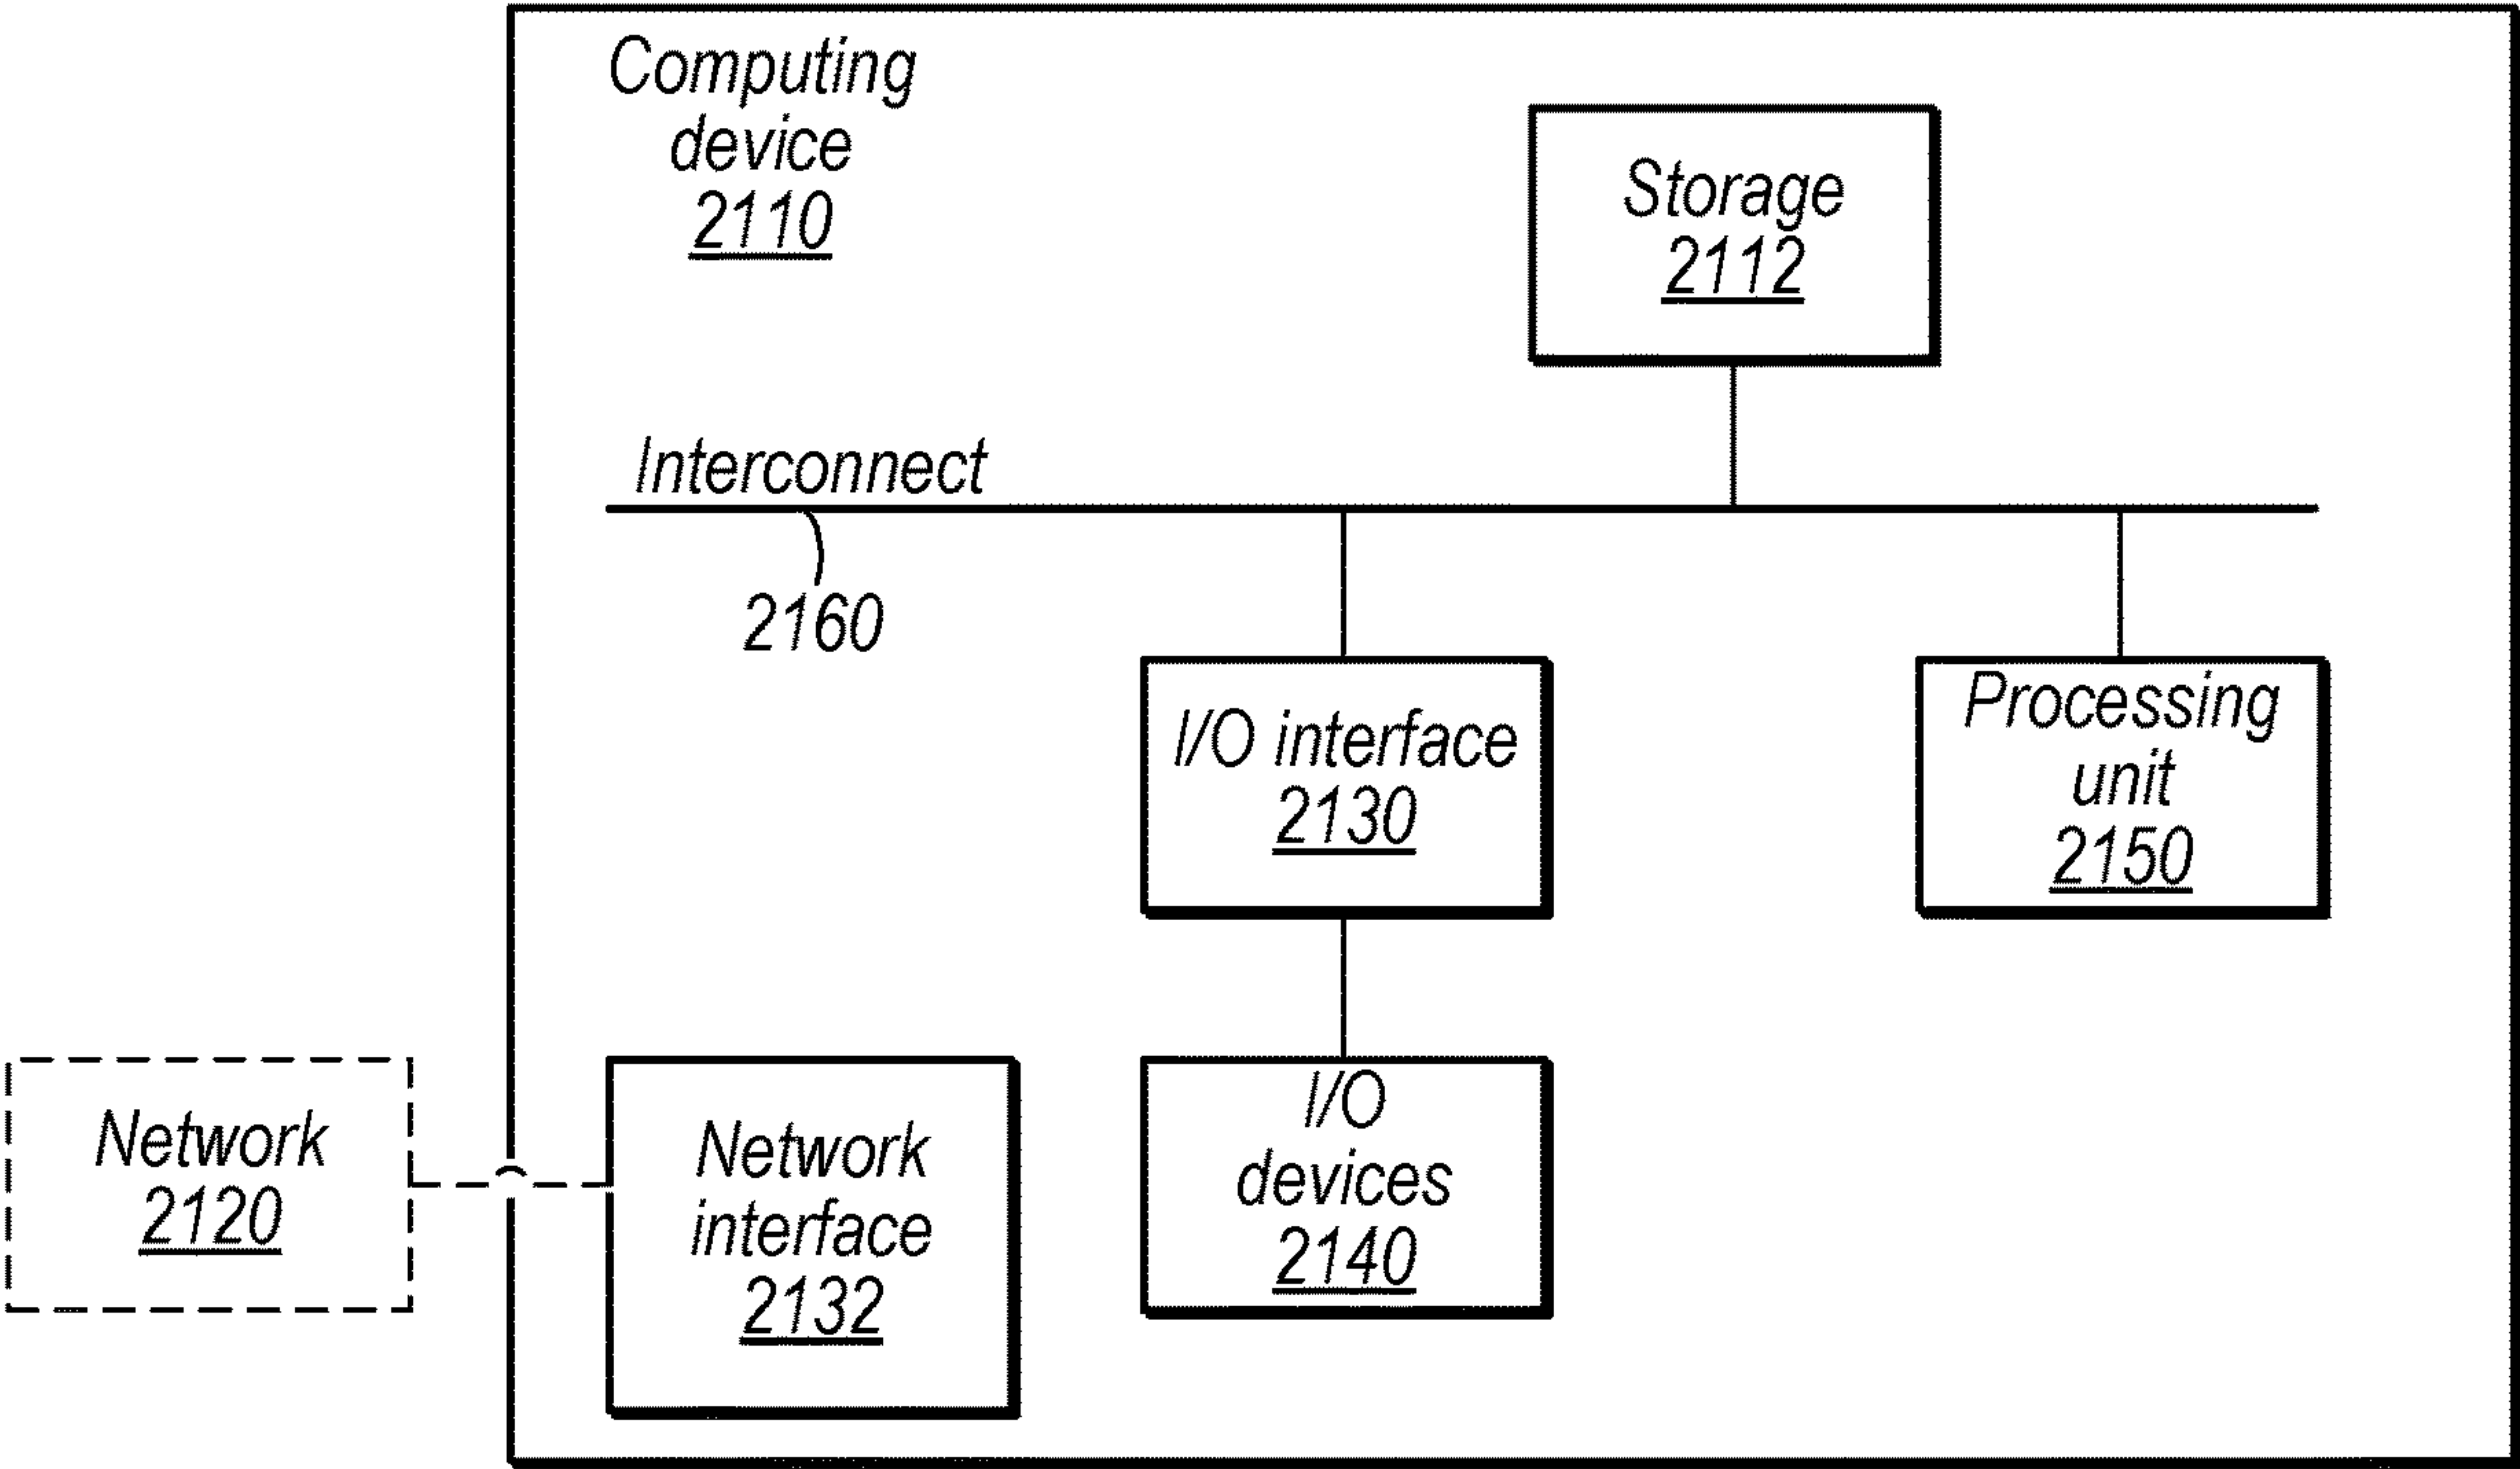 Computing
device
2110
Storage
2112
Interconnect
2160
I/O interface
2130
Processing
unit
2150
Network
2120
Network
interface
2132
I/O
devices
2140